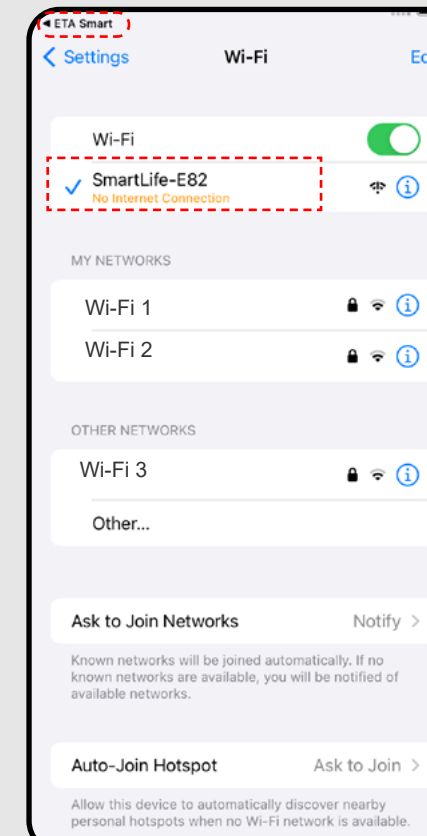 ETA Smart
Settings Wi-Fi Ed
Wi-Fi
SmartLife-E82
No Internet Connection
MY NETWORKS
Wi-Fi 1
Wi-Fi 2
OTHER NETWORKS
Wi-Fi 3
Other...
Ask to Join Networks Notify
Known networks will be joined automatically. If no
known networks are available, you will be notified of
available networks.
Auto-Join Hotspot Ask to Join
Allow this device to automatically discover nearby
personal hotspots when no Wi-Fi network is available.